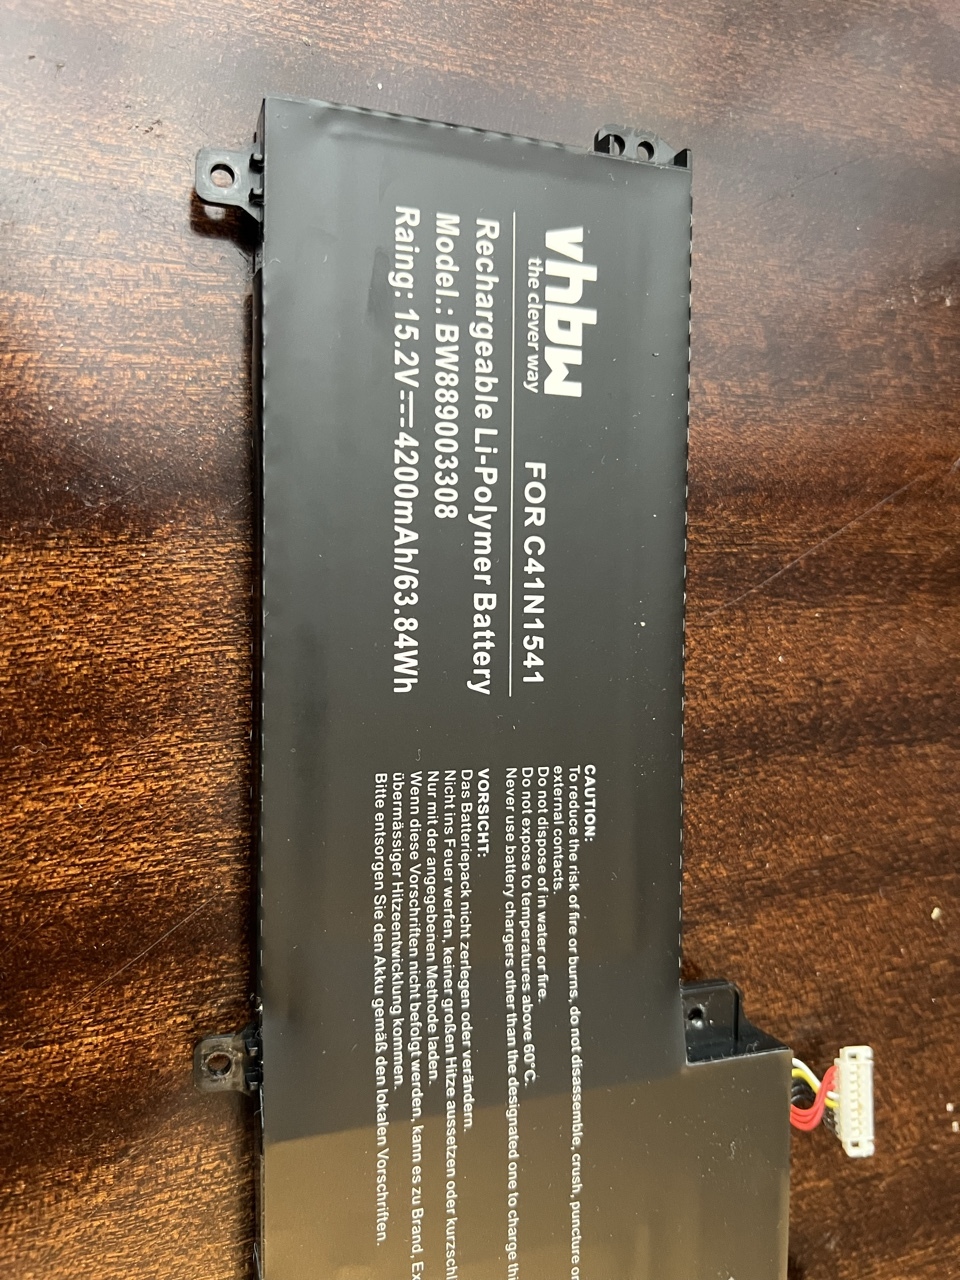 vhbw
the clever way
FOR C41N1541
Rechargeable Li-Polymer Battery
Model.: BW889003308
Raing: 15.2V⎓4200mAh/63.84Wh
CAUTION:
To reduce the risk of fire or burns, do not disassemble, crush, puncture or
external contacts.
Do not dispose of in water or fire.
Do not expose to temperatures above 60°C.
Never use battery chargers other than the designated one to charge
VORSICHT:
Das Batteriepack nicht zerlegen oder verändern.
Nicht ins Feuer werfen, keiner großen Hitze aussetzen oder
Nur mit der angegebenen Methode laden.
Wenn diese Vorschriften nicht befolgt werden, kann es zu Brand,
übermässiger Hitzeentwicklung kommen.
Bitte entsorgen Sie den Akku gemäß den lokalen Vorschriften.